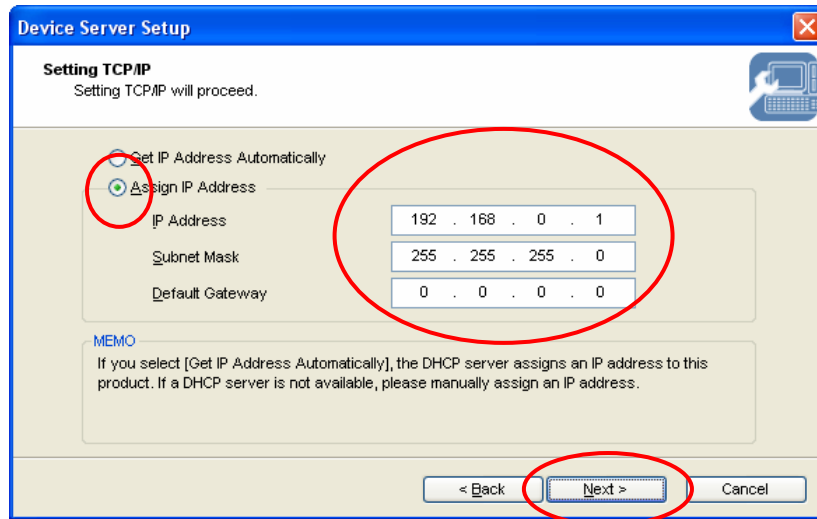 Device Server Setup
Setting TCP/IP
Setting TCP/IP will proceed.
Get IP Address Automatically
Assign IP Address
IP Address 192 . 168 . 0 . 1
Subnet Mask 255 . 255 . 255 . 0
Default Gateway 0 . 0 . 0 . 0
MEMO
If you select [Get IP Address Automatically], the DHCP server assigns an IP address to this
product. If a DHCP server is not available, please manually assign an IP address.
< Back Next > Cancel